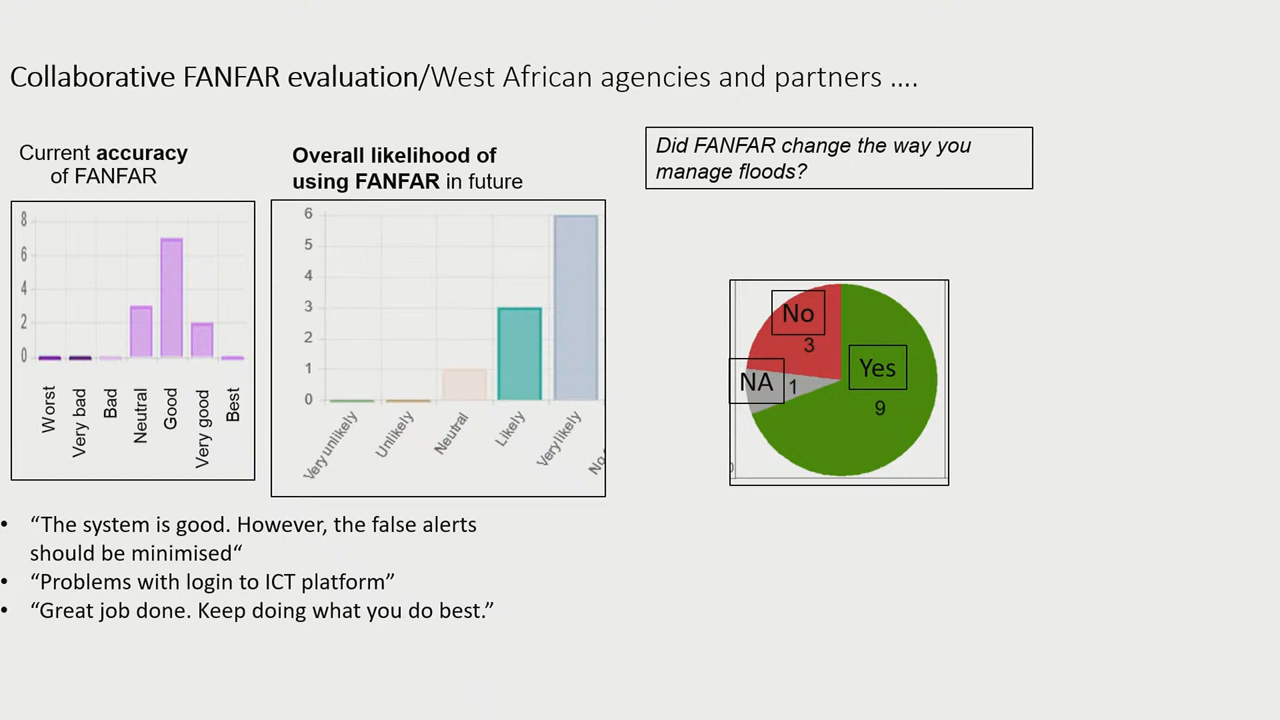 Collaborative FANFAR evaluation/West African agencies and partners ….
Current accuracy
of FANFAR
8
6
4
2
0
Worst
Very bad
Bad
Neutral
Good
Very good
Best
Overall likelihood of
using FANFAR in future
6
5
4
3
2
1
0
Very unlikely
Unlikely
Neutral
Likely
Very likely
Did FANFAR change the way you
manage floods?
No
3
NA
1
Yes
9
• “The system is good. However, the false alerts
should be minimised“
• “Problems with login to ICT platform”
• “Great job done. Keep doing what you do best.”